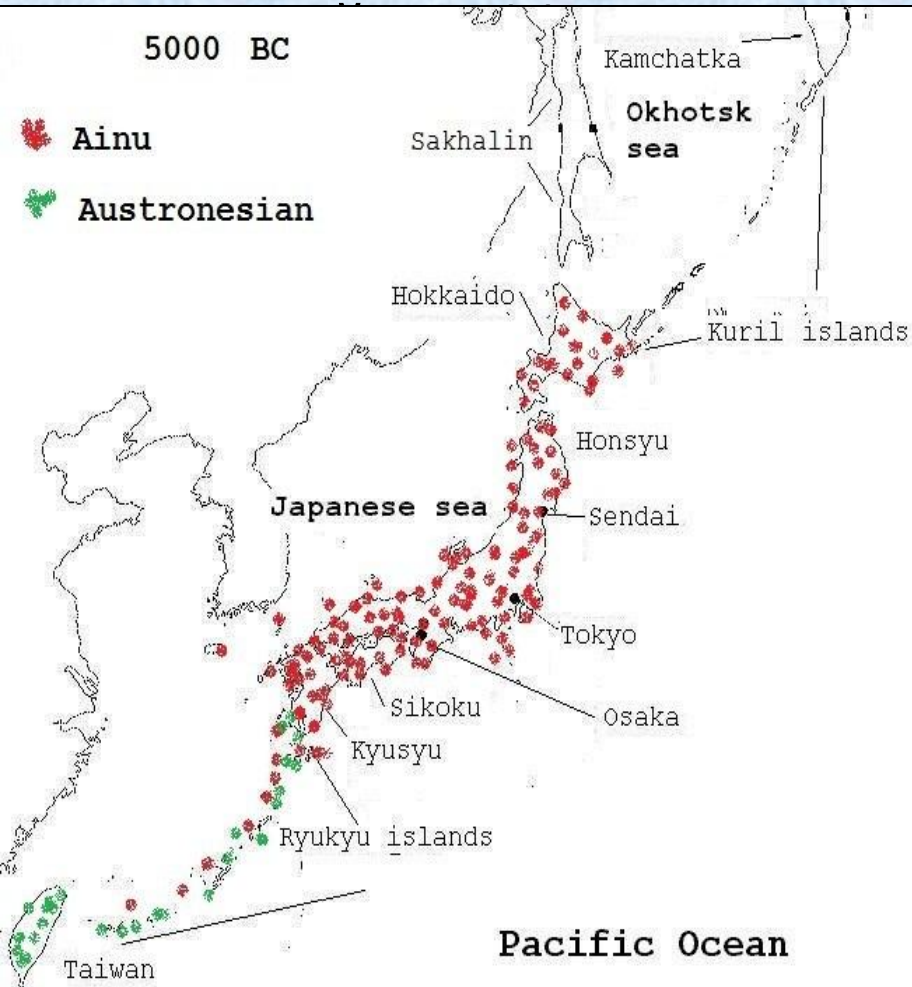 5000 BC
Kamchatka
Okhotsk
sea
Ainu
Sakhalin
Austronesian
Hokkaido
Kuril islands
Honsyu
Japanese sea
Sendai
Tokyo
Sikoku
Osaka
Kyusyu
Ryukyu islands
Pacific Ocean
Taiwan